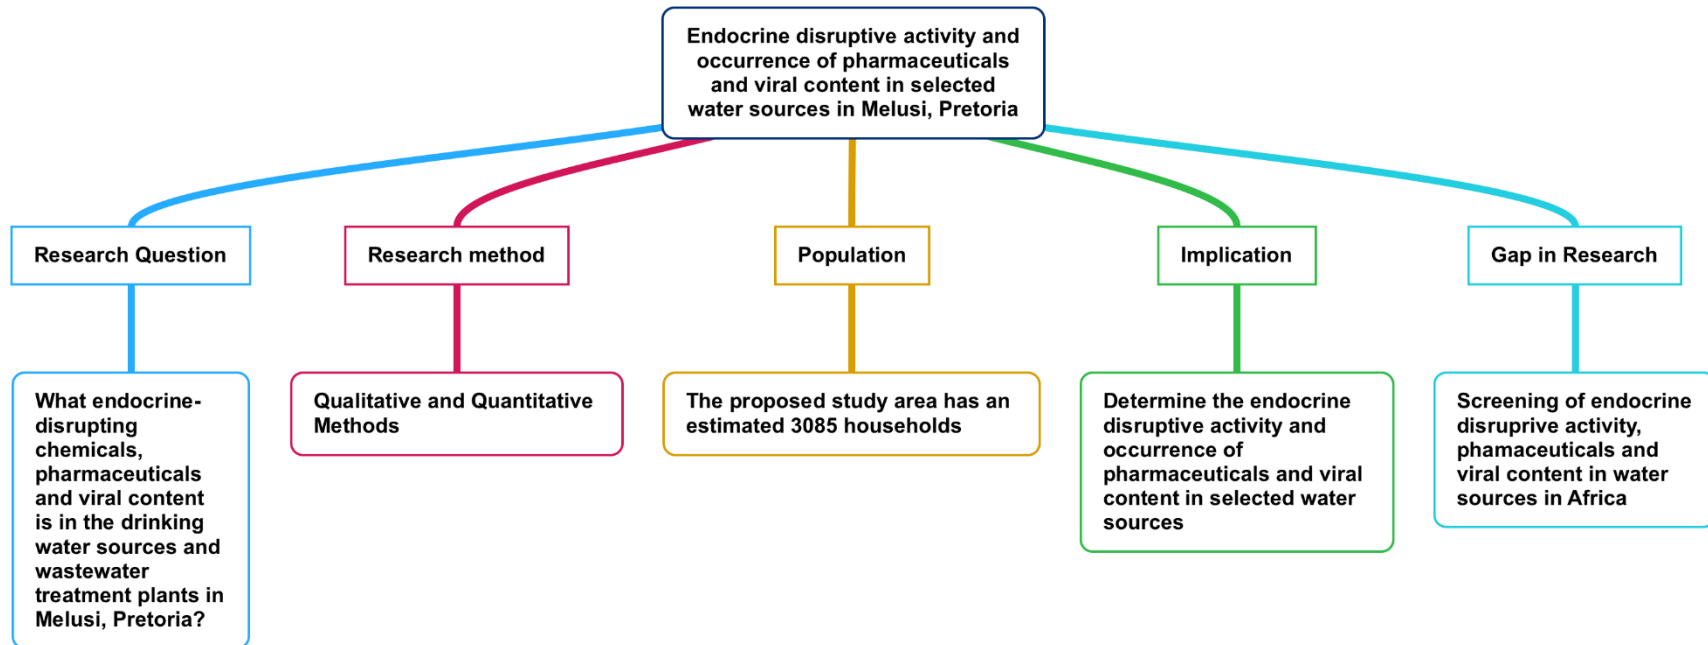 Endocrine disruptive activity and
occurrence of pharmaceuticals
and viral content in selected
water sources in Melusi, Pretoria
Research Question
Research method
Population
Implication
Gap in Research
What endocrine-
disrupting
chemicals,
pharmaceuticals
and viral content
is in the drinking
water sources and
wastewater
treatment plants in
Melusi, Pretoria?
Qualitative and Quantitative
Methods
The proposed study area has an
estimated 3085 households
Determine the endocrine
disruptive activity and
occurrence of
pharmaceuticals and viral
content in selected water
sources
Screening of endocrine
disruprive activity,
phamaceuticals and
viral content in water
sources in Africa